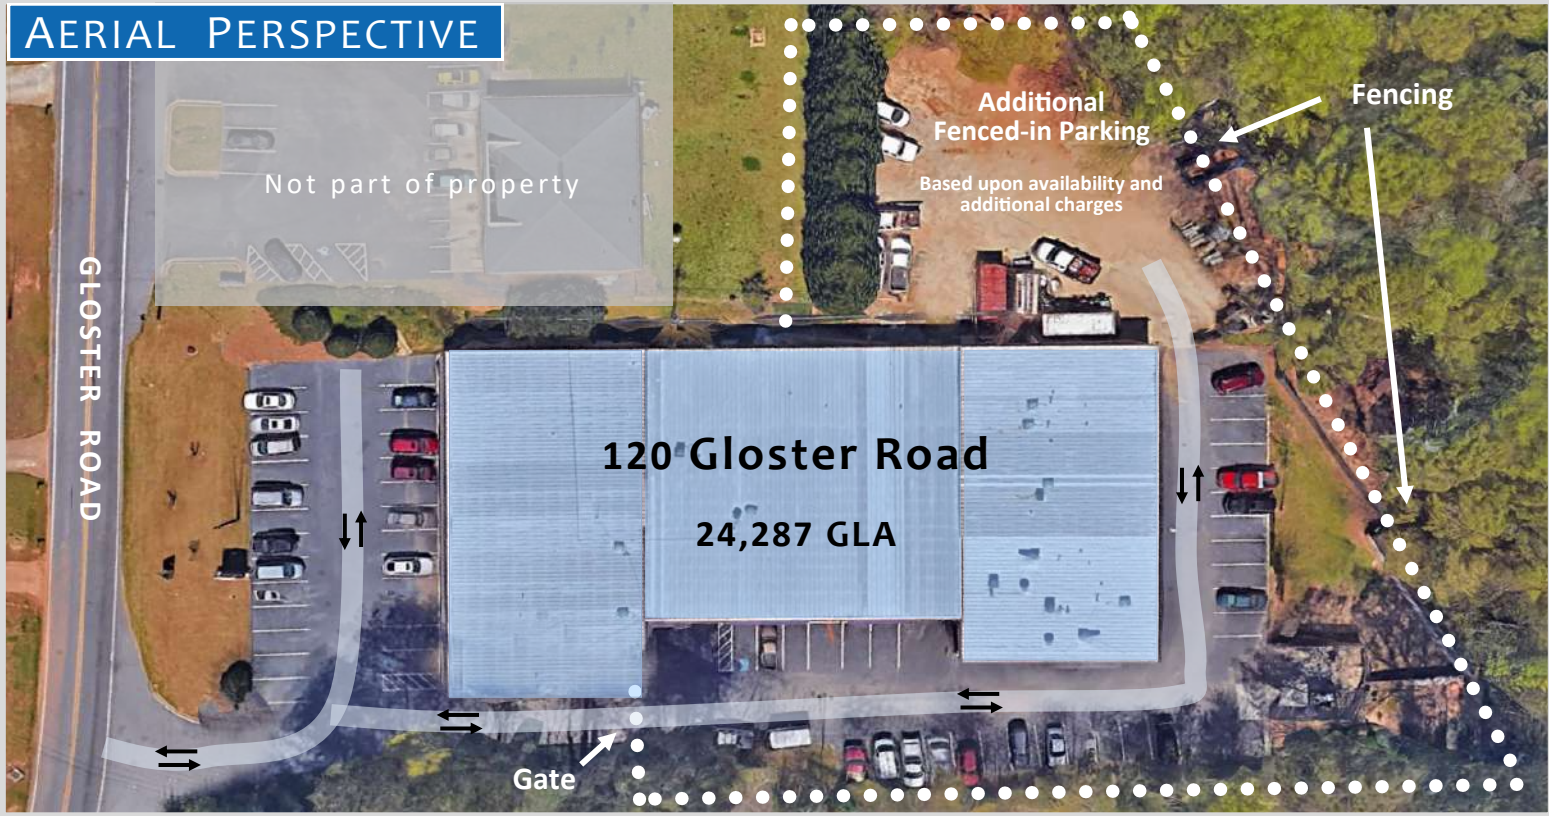 AERIAL PERSPECTIVE
Additional
Fenced-in Parking
Fencing
Not part of property
Based upon availability and
additional charges
GLOSTER ROAD
120 Gloster Road
24,287 GLA
Gate